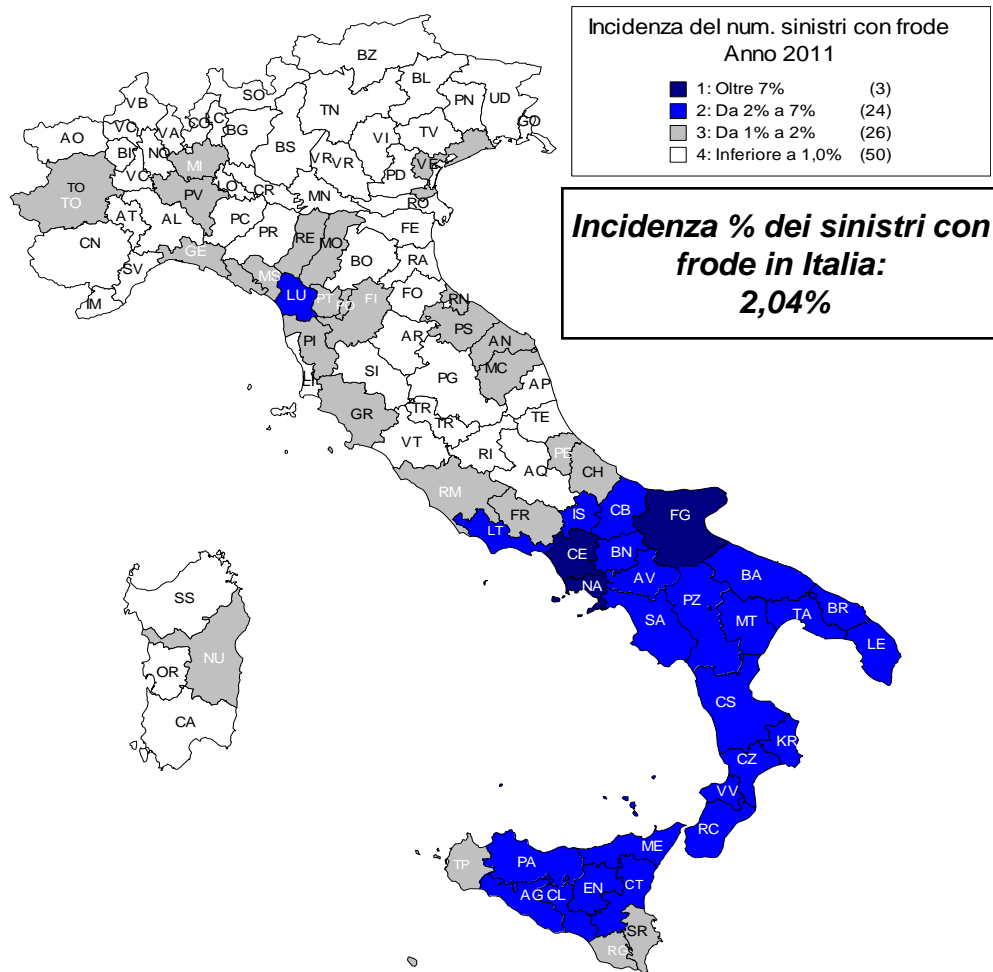 Incidenza del num. sinistri con frode
Anno 2011
1: Oltre 7% (3)
2: Da 2% a 7% (24)
3: Da 1% a 2% (26)
4: Inferiore a 1,0% (50)
Incidenza % dei sinistri con
frode in Italia:
2,04%
BZ
BL
SO
TN
PN
UD
GO
VB
VC
VA
CO
LC
BG
AO
BI
NO
MI
BS
VR
VR
VI
TV
VE
PD
TO
TO
VC
PV
LO
CR
MN
RO
AT
AL
PC
PR
RE
MO
FE
CN
GE
BO
RA
SV
MS
IM
LU
PT
PO
FI
FO
RN
PS
AN
PI
AR
MC
LI
SI
PG
AP
GR
TR
TR
TE
VT
RI
PE
AQ
CH
RM
FR
LT
IS
CB
FG
CE
BN
NA
AV
BA
PZ
SA
MT
TA
BR
LE
SS
NU
OR
CA
CS
KR
CZ
VV
RC
ME
TP
PA
AG
CL
EN
CT
SR
RG